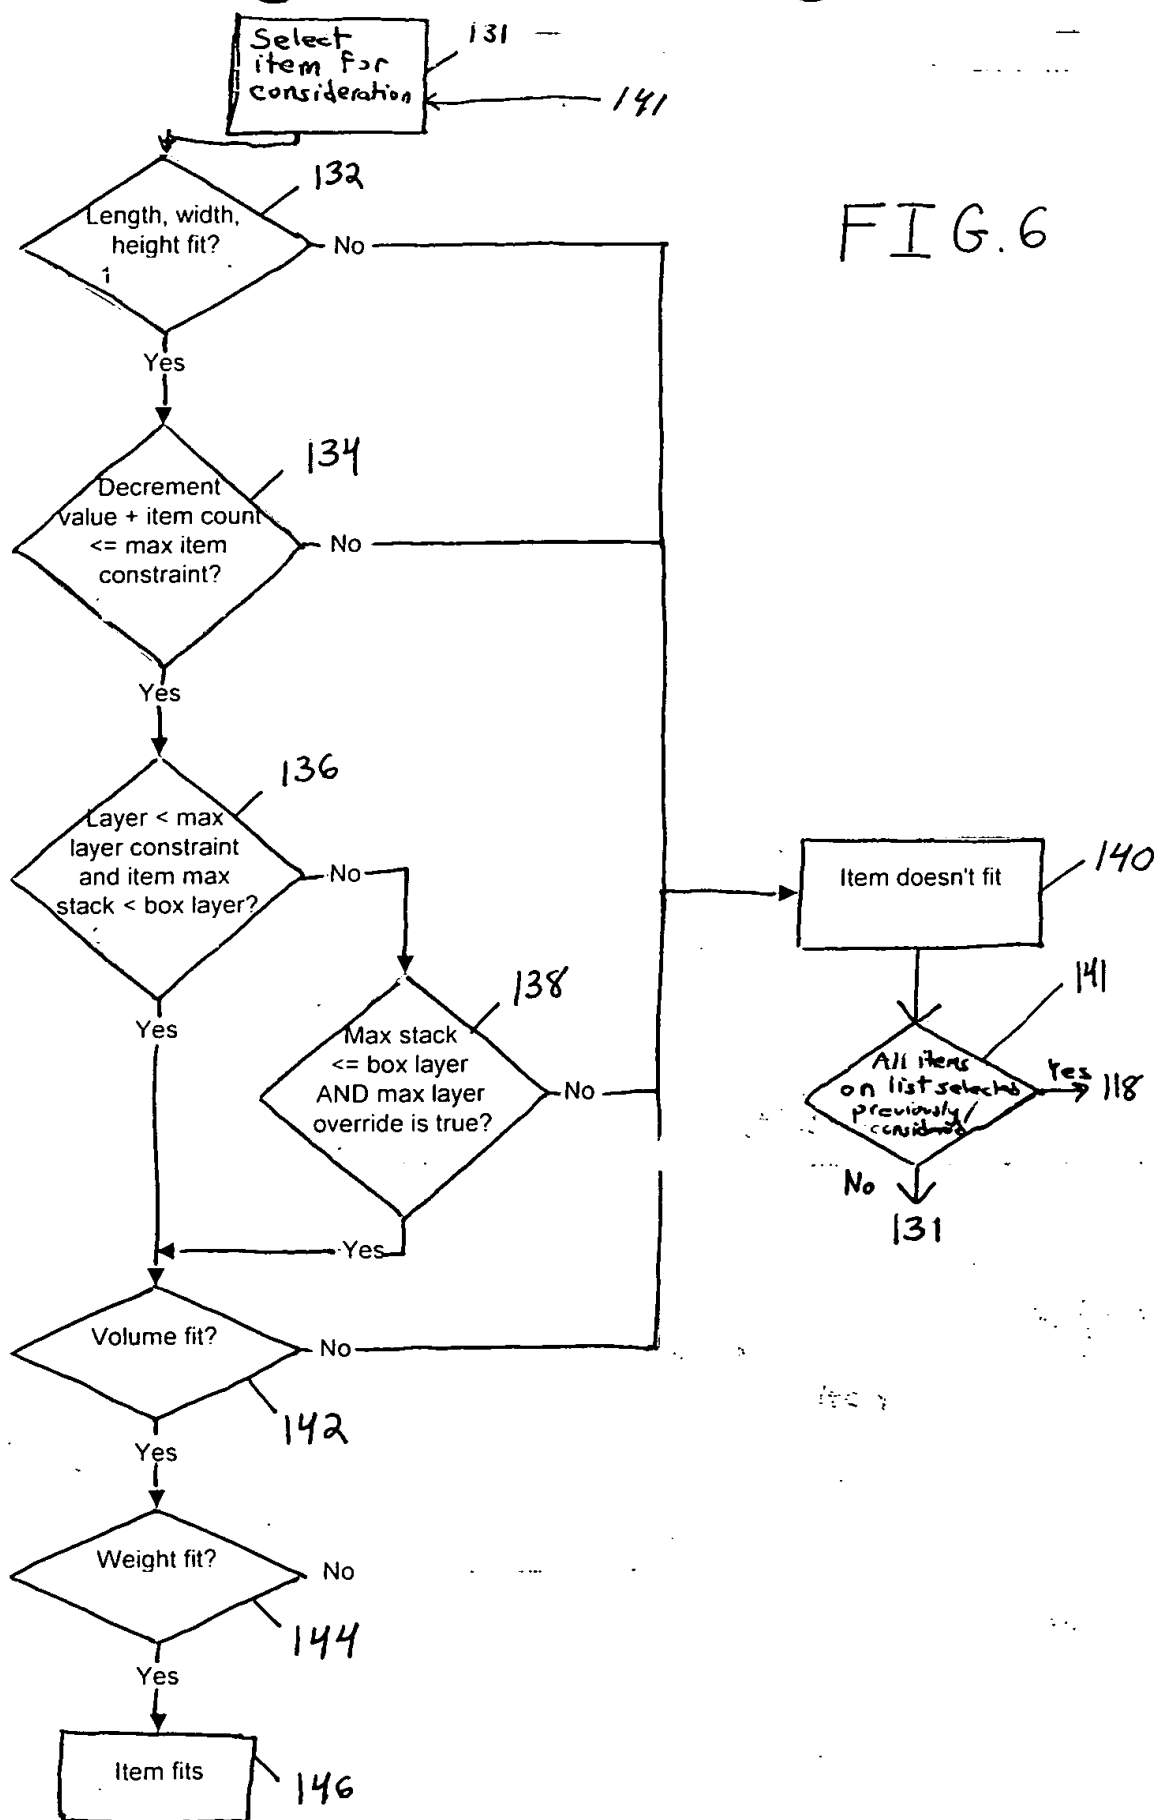 Select
item for
consideration
131
141
132
FIG.6
Length, width,
height fit?
1
No
Yes
134
Decrement
value + item count
<= max item
constraint?
No
Yes
136
Layer < max
layer constraint
and item max
stack < box layer?
No
Item doesn't fit
140
138
141
Yes
Max stack
<= box layer
AND max layer
override is true?
No
All items
on list selected
previously/
considered
Yes
118
No
131
Yes
Volume fit?
No
142
Yes
Weight fit?
No
144
Yes
Item fits
146